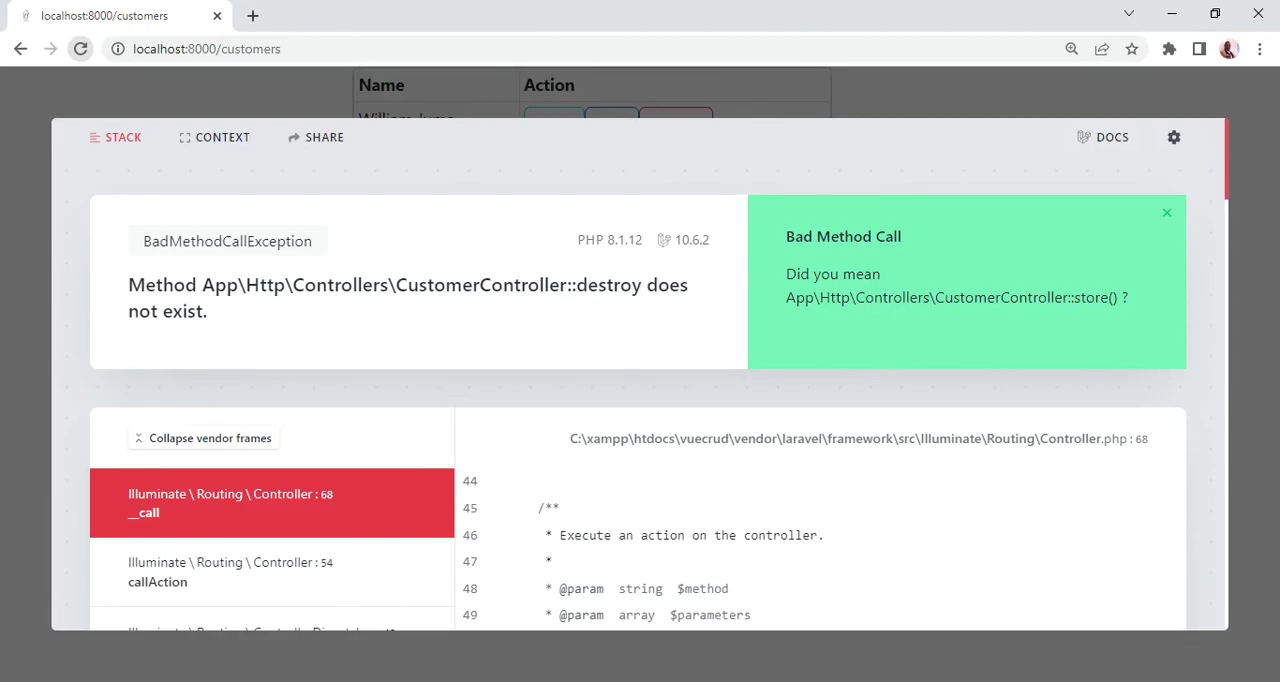 localhost:8000/customers
localhost:8000/customers
Name Action
William Juma
STACK CONTEXT SHARE DOCS
BadMethodCallException PHP 8.1.12 10.6.2
Method App\Http\Controllers\CustomerController::destroy does
not exist.
Bad Method Call
Did you mean
App\Http\Controllers\CustomerController::store() ?
Collapse vendor frames
C:\xampp\htdocs\vuecrud\vendor\laravel\framework\src\Illuminate\Routing\Controller.php : 68
Illuminate \ Routing \ Controller : 68
__call
Illuminate \ Routing \ Controller : 54
callAction
44
45 /**
46 * Execute an action on the controller.
47 *
48 * @param string $method
49 * @param array $parameters